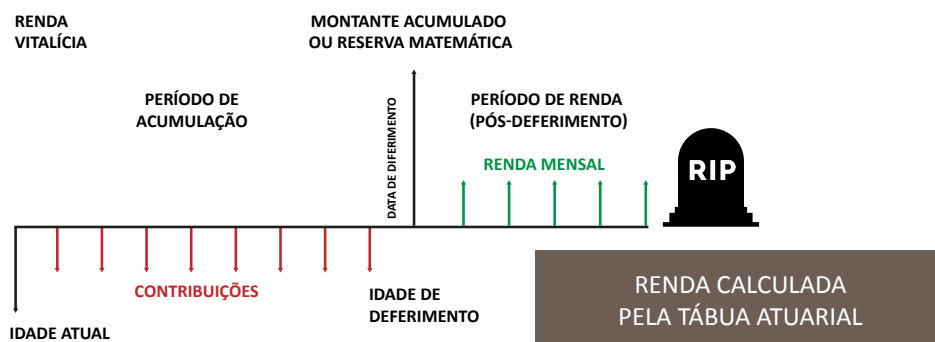 RENDA
VITALÍCIA
MONTANTE ACUMULADO
OU RESERVA MATEMÁTICA
PERÍODO DE
ACUMULAÇÃO
DATA DE DIFERIMENTO
PERÍODO DE RENDA
(PÓS-DEFERIMENTO)
RENDA MENSAL
RIP
CONTRIBUIÇÕES
IDADE DE
DEFERIMENTO
IDADE ATUAL
RENDA CALCULADA
PELA TÁBUA ATUARIAL